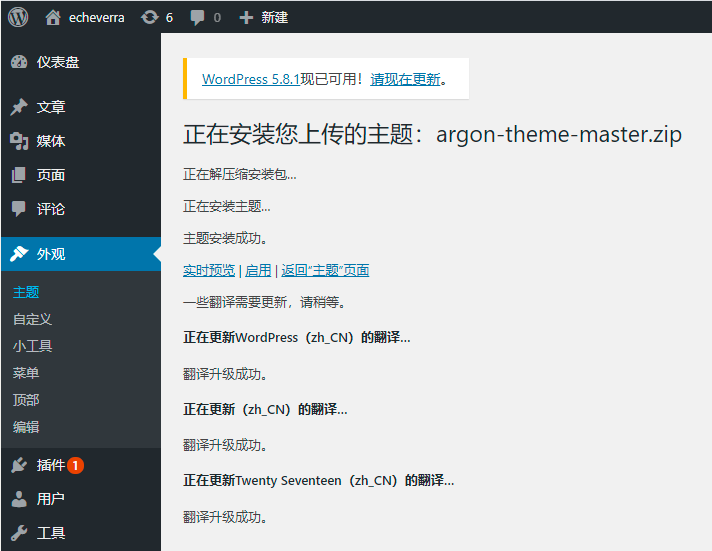 echeverra 6 0 新建
仪表盘
文章
媒体
页面
评论
外观
主题
自定义
小工具
菜单
顶部
编辑
插件 1
用户
工具
WordPress 5.8.1现已可用！请现在更新。
正在安装您上传的主题：argon-theme-master.zip
正在解压缩安装包…
正在安装主题…
主题安装成功。
实时预览 | 启用 | 返回“主题”页面
一些翻译需要更新，请稍等。
正在更新WordPress（zh_CN）的翻译…
翻译升级成功。
正在更新（zh_CN）的翻译…
翻译升级成功。
正在更新Twenty Seventeen（zh_CN）的翻译…
翻译升级成功。